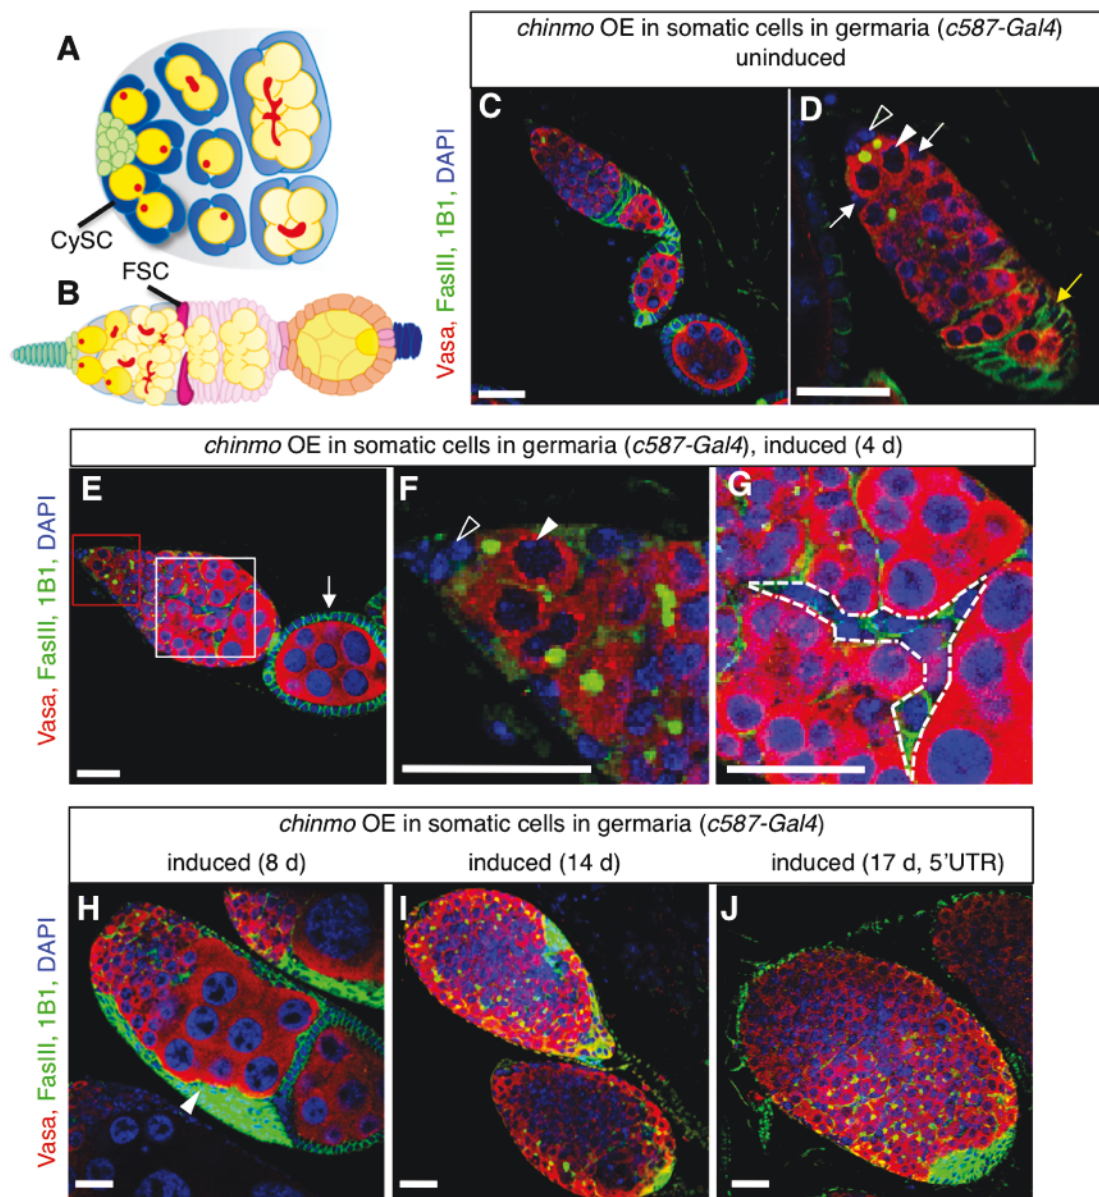 A
CySC
FSC
B
chinmo OE in somatic cells in germaria (c587-Gal4)
uninduced
Vasa, FasIII, 1B1, DAPI
C
D
chinmo OE in somatic cells in germaria (c587-Gal4), induced (4 d)
Vasa, FasIII, 1B1, DAPI
E
F
G
chinmo OE in somatic cells in germaria (c587-Gal4)
induced (8 d)
induced (14 d)
induced (17 d, 5'UTR)
Vasa, FasIII, 1B1, DAPI
H
I
J